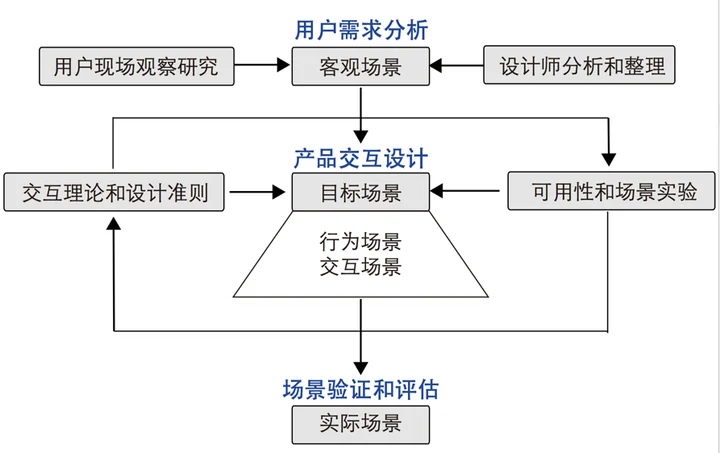 用户需求分析
用户现场观察研究
客观场景
设计师分析和整理
产品交互设计
交互理论和设计准则
目标场景
可用性和场景实验
行为场景
交互场景
场景验证和评估
实际场景